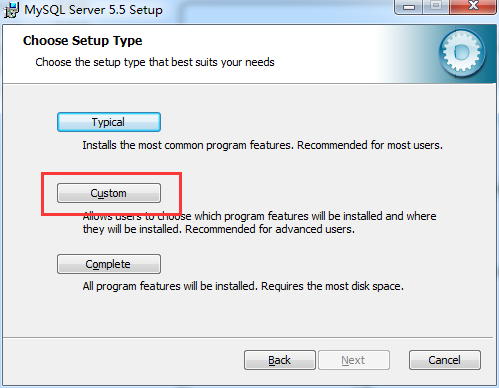 MySQL Server 5.5 Setup
Choose Setup Type
Choose the setup type that best suits your needs
Typical
Installs the most common program features. Recommended for most users.
Custom
Allows users to choose which program features will be installed and where
they will be installed. Recommended for advanced users.
Complete
All program features will be installed. Requires the most disk space.
Back Next Cancel